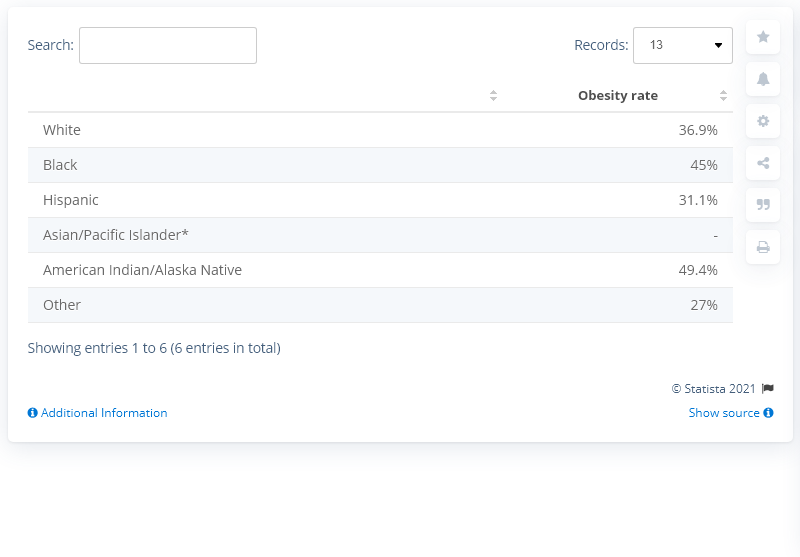 Search:
Records: 13
Obesity rate
White 36.9%
Black 45%
Hispanic 31.1%
Asian/Pacific Islander* -
American Indian/Alaska Native 49.4%
Other 27%
Showing entries 1 to 6 (6 entries in total)
© Statista 2021
Additional Information Show source